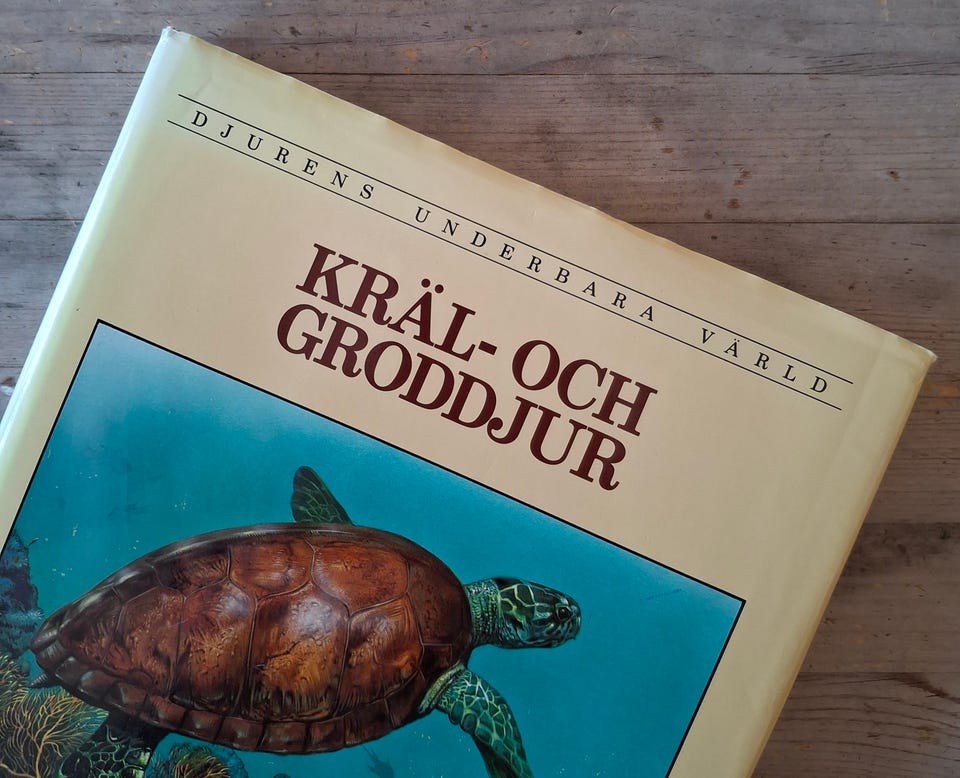 DJURENS UNDERBARA VÄRLD
KRÄL- OCH
GRODDJUR